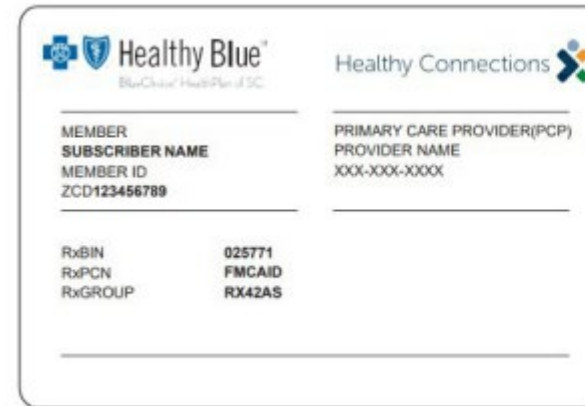 Healthy Blue
BlueChoice HealthPlan of SC
Healthy Connections
MEMBER
SUBSCRIBER NAME
MEMBER ID
ZCD123456789
PRIMARY CARE PROVIDER(PCP)
PROVIDER NAME
XXX-XXX-XXXX
RxBIN 025771
RxPCN FMCAID
RxGROUP RX42AS